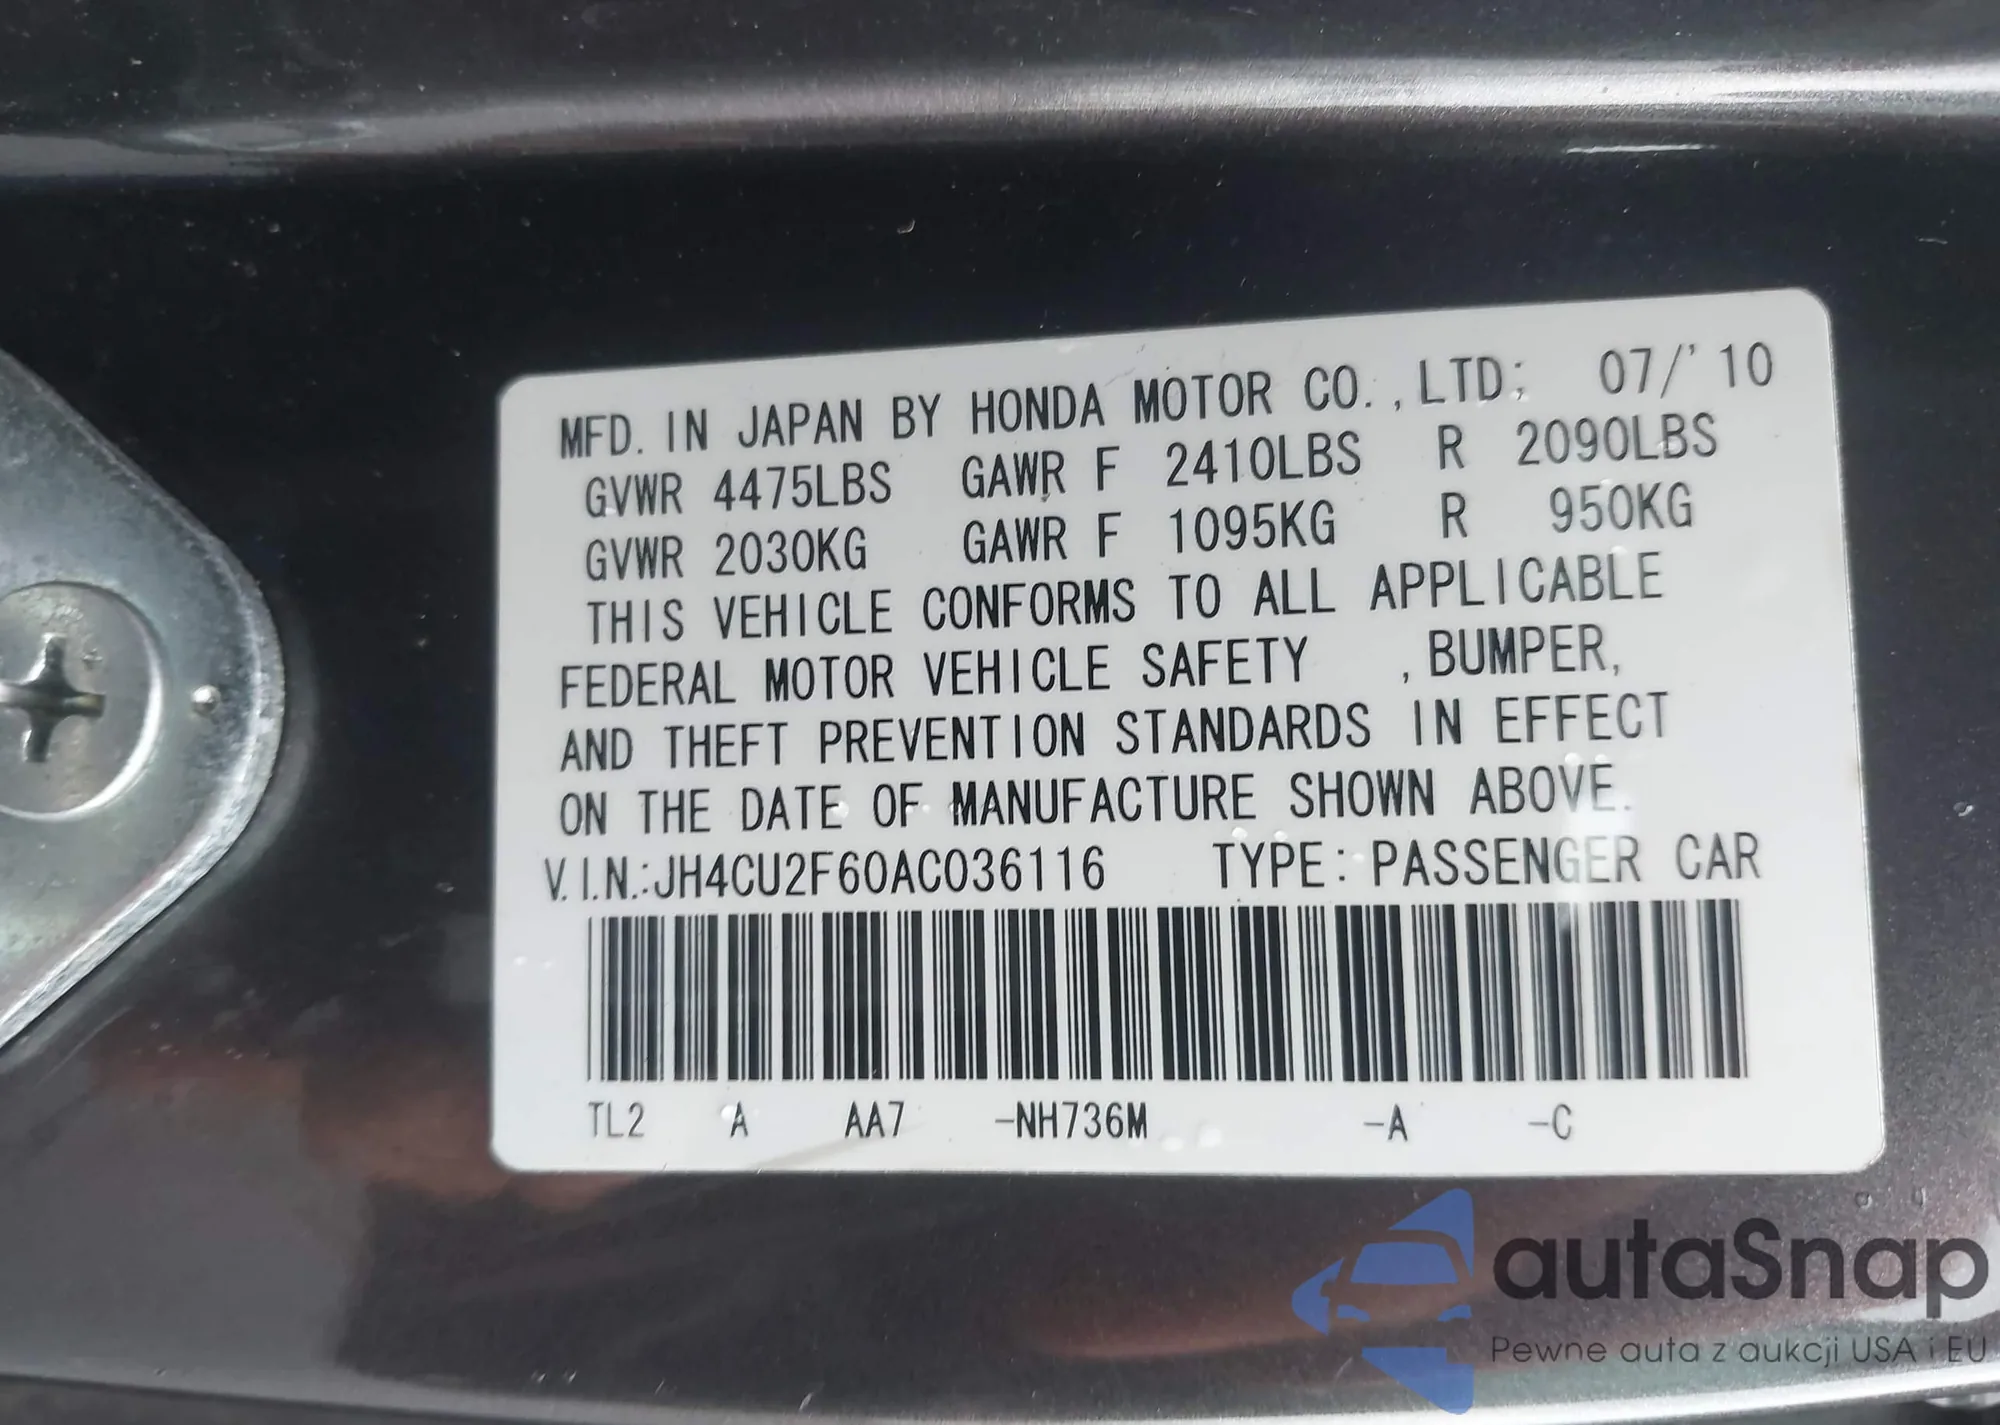 MFD. IN JAPAN BY HONDA MOTOR CO.,LTD; 07/'10
GVWR 4475LBS GAWR F 2410LBS R 2090LBS
GVWR 2030KG GAWR F 1095KG R 950KG
THIS VEHICLE CONFORMS TO ALL APPLICABLE
FEDERAL MOTOR VEHICLE SAFETY , BUMPER,
AND THEFT PREVENTION STANDARDS IN EFFECT
ON THE DATE OF MANUFACTURE SHOWN ABOVE.
V.I.N.:JH4CU2F60AC036116 TYPE: PASSENGER CAR
TL2 A AA7 -NH736M -A -C
autaSnap
Pewne auta z aukcji USA i EU